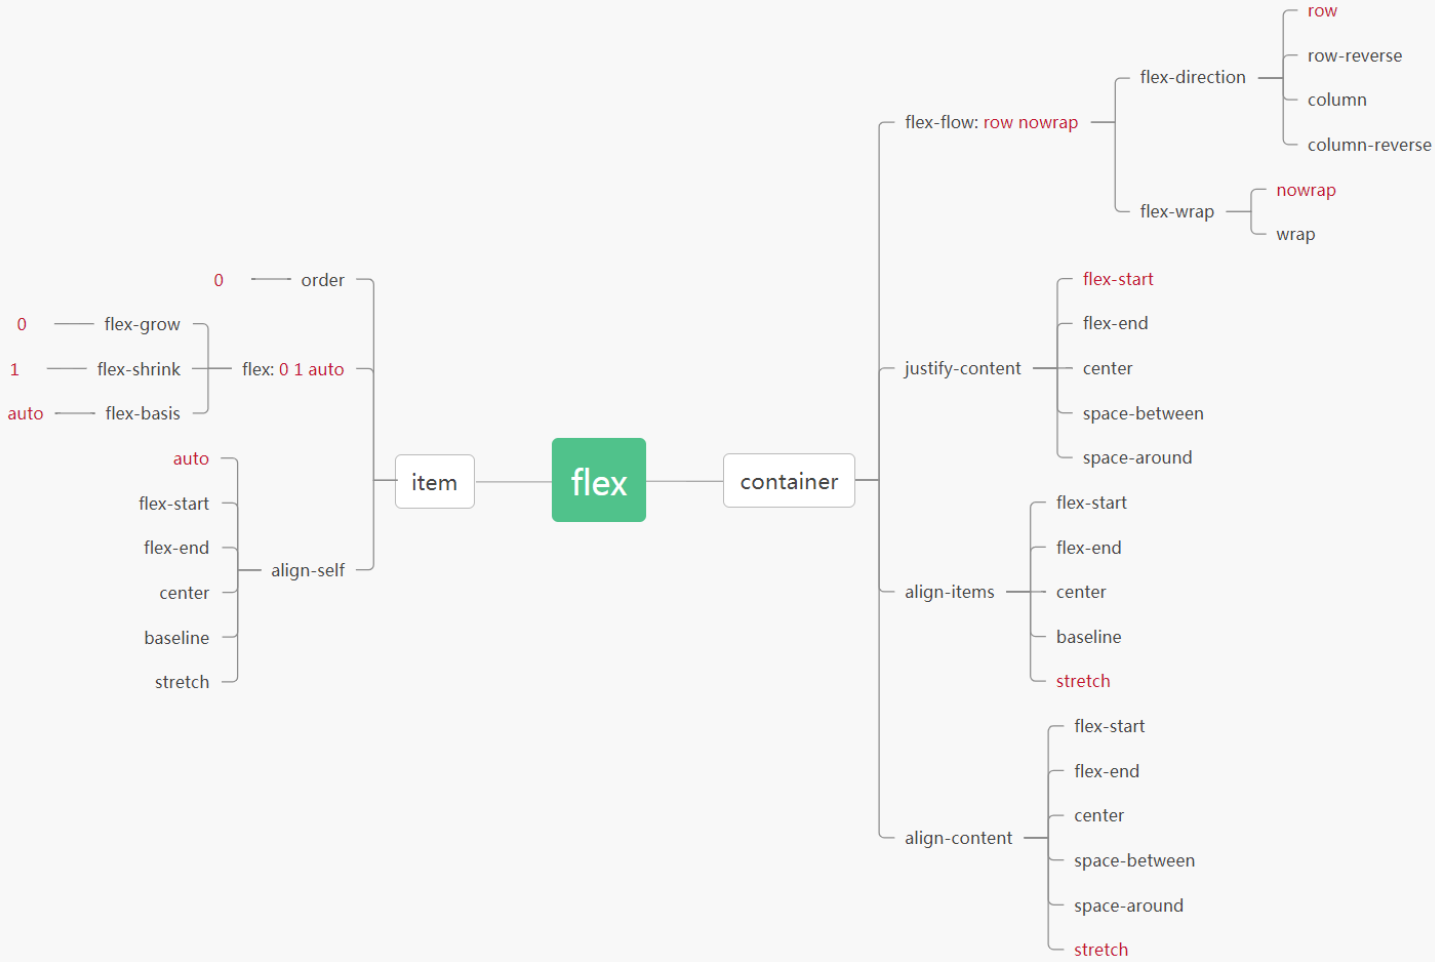 flex
item
order
0
flex: 0 1 auto
flex-grow
0
flex-shrink
1
flex-basis
auto
align-self
auto
flex-start
flex-end
center
baseline
stretch
container
flex-flow: row nowrap
flex-direction
row
row-reverse
column
column-reverse
flex-wrap
nowrap
wrap
justify-content
flex-start
flex-end
center
space-between
space-around
align-items
flex-start
flex-end
center
baseline
stretch
align-content
flex-start
flex-end
center
space-between
space-around
stretch